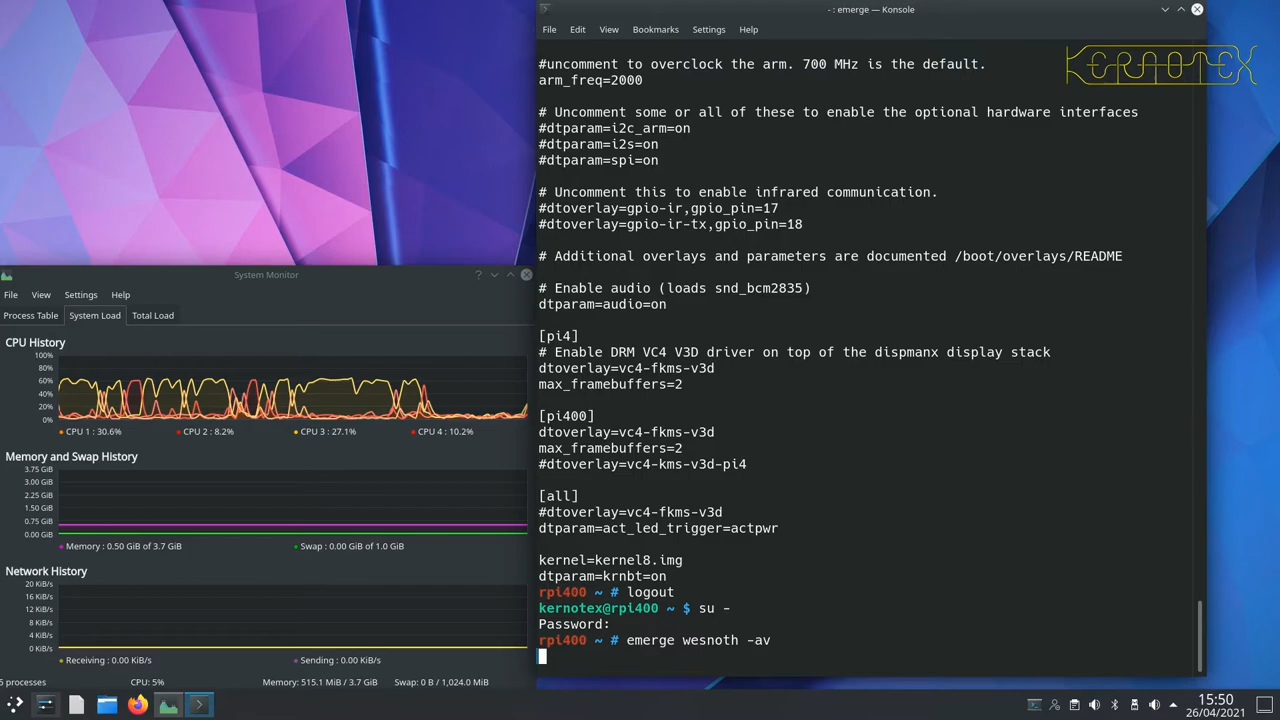 - : emerge — Konsole
File Edit View Bookmarks Settings Help
KERNOTEX
#uncomment to overclock the arm. 700 MHz is the default.
arm_freq=2000
# Uncomment some or all of these to enable the optional hardware interfaces
#dtparam=i2c_arm=on
#dtparam=i2s=on
#dtparam=spi=on
# Uncomment this to enable infrared communication.
#dtoverlay=gpio-ir,gpio_pin=17
#dtoverlay=gpio-ir-tx,gpio_pin=18
# Additional overlays and parameters are documented /boot/overlays/README
# Enable audio (loads snd_bcm2835)
dtparam=audio=on
[pi4]
# Enable DRM VC4 V3D driver on top of the dispmanx display stack
dtoverlay=vc4-fkms-v3d
max_framebuffers=2
[pi400]
dtoverlay=vc4-fkms-v3d
max_framebuffers=2
#dtoverlay=vc4-kms-v3d-pi4
[all]
#dtoverlay=vc4-fkms-v3d
dtparam=act_led_trigger=actpwr
kernel=kernel8.img
dtparam=krnbt=on
rpi400 ~ # logout
kernotex@rpi400 ~ $ su -
Password:
rpi400 ~ # emerge wesnoth -av
System Monitor
File View Settings Help
Process Table System Load Total Load
CPU History
100%
80%
60%
40%
20%
0%
CPU 1 : 30.6% CPU 2 : 8.2% CPU 3 : 27.1% CPU 4 : 10.2%
Memory and Swap History
3.75 GiB
3.00 GiB
2.25 GiB
1.50 GiB
0.75 GiB
0.00 GiB
Memory : 0.50 GiB of 3.7 GiB Swap : 0.00 GiB of 1.0 GiB
Network History
20 KiB/s
16 KiB/s
12 KiB/s
8 KiB/s
4 KiB/s
0 KiB/s
Receiving : 0.00 KiB/s Sending : 0.00 KiB/s
5 processes CPU: 5% Memory: 515.1 MiB / 3.7 GiB Swap: 0 B / 1,024.0 MiB
15:50
26/04/2021